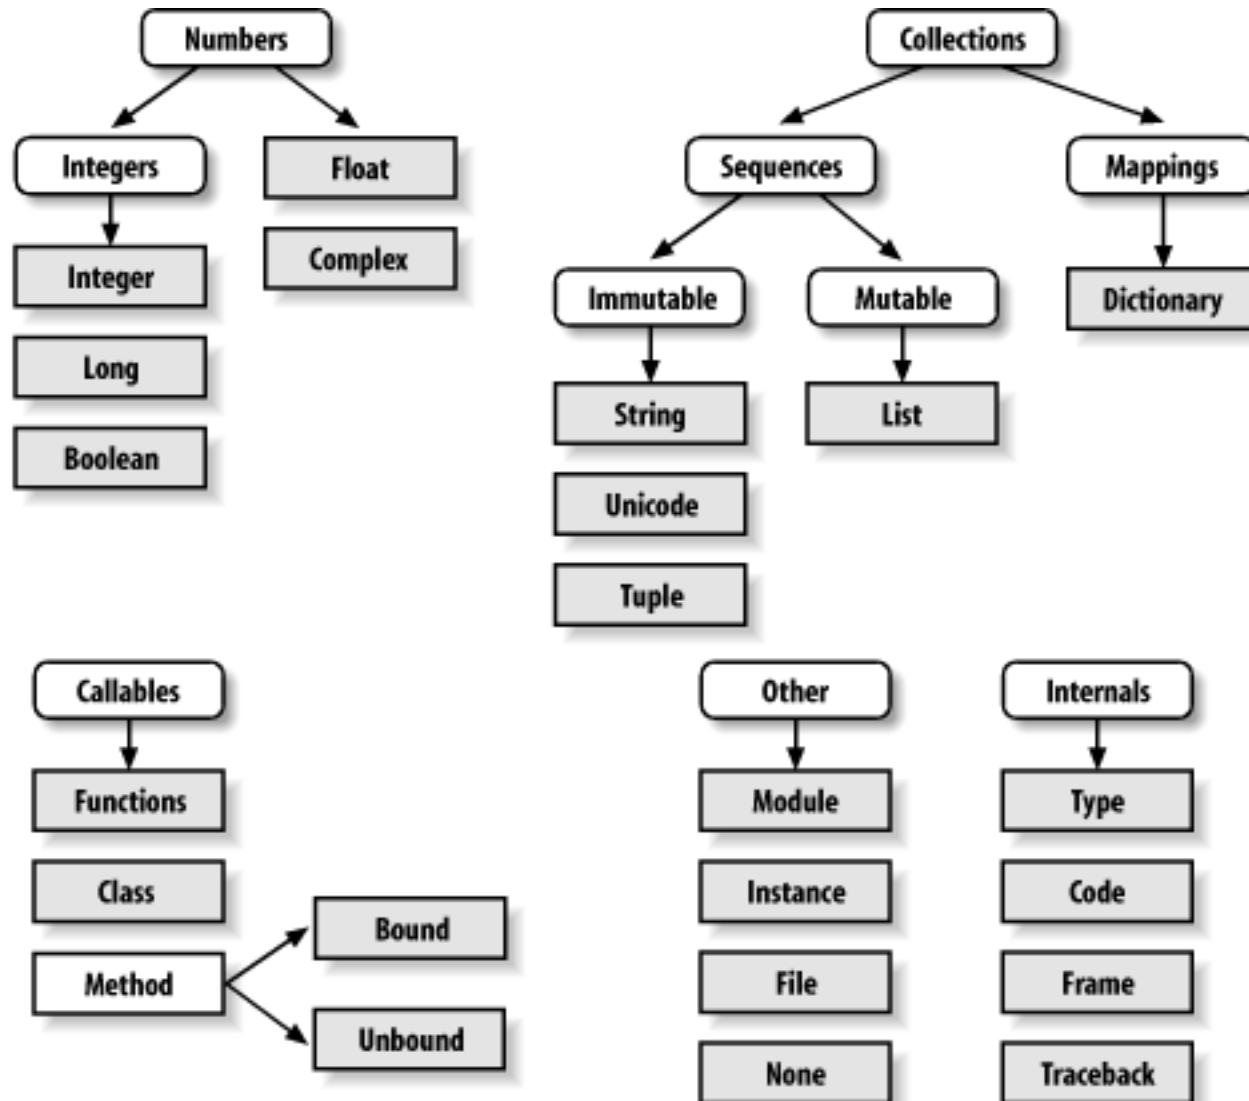 Numbers
Integers
Float
Integer
Complex
Long
Boolean
Collections
Sequences
Mappings
Immutable
Mutable
Dictionary
String
List
Unicode
Tuple
Callables
Functions
Class
Method
Bound
Unbound
Other
Module
Instance
File
None
Internals
Type
Code
Frame
Traceback